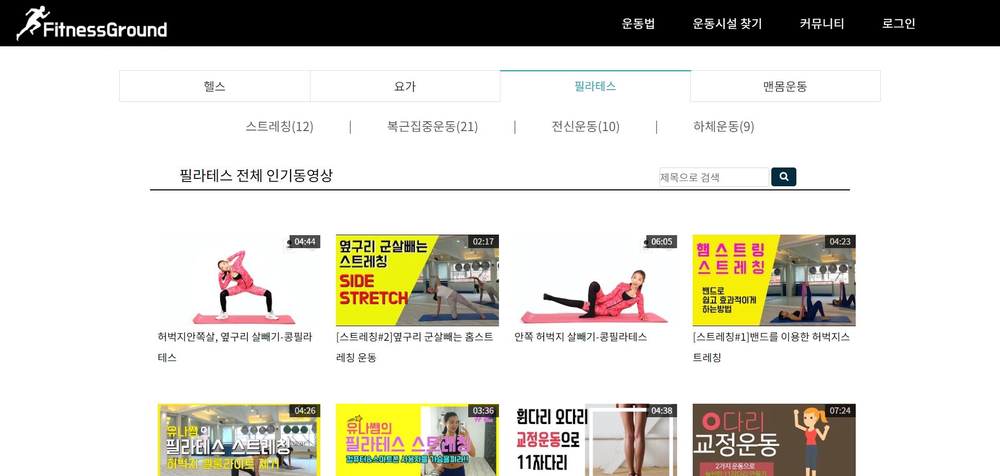 FitnessGround
운동법 운동시설 찾기 커뮤니티 로그인
헬스 요가 필라테스 맨몸운동
스트레칭(12) | 복근집중운동(21) | 전신운동(10) | 하체운동(9)
필라테스 전체 인기동영상
제목으로 검색
04:44
허벅지안쪽살, 옆구리 살빼기-콩필라
테스
02:17
옆구리 군살빼는
스트레칭
SIDE
STRETCH
[스트레칭#2]옆구리 군살빼는 홈스트
레칭 운동
06:05
안쪽 허벅지 살빼기-콩필라테스
04:23
햄스트링
스트레칭
밴드로
쉽고 효과적이게
하는방법
[스트레칭#1]밴드를 이용한 허벅지스
트레칭
04:26
유나쌤의
필라테스 스트레칭
허벅지 셀룰라이트 제거
03:36
#2
유나쌤의
필라테스 스트레칭
컴퓨터&스마트폰 사용자들 가슴을펴라!!
04:38
휜다리 오다리
교정운동으로
11자다리
07:24
O다리
교정운동
2가지 운동으로
늘씬한 11자다리 만들기